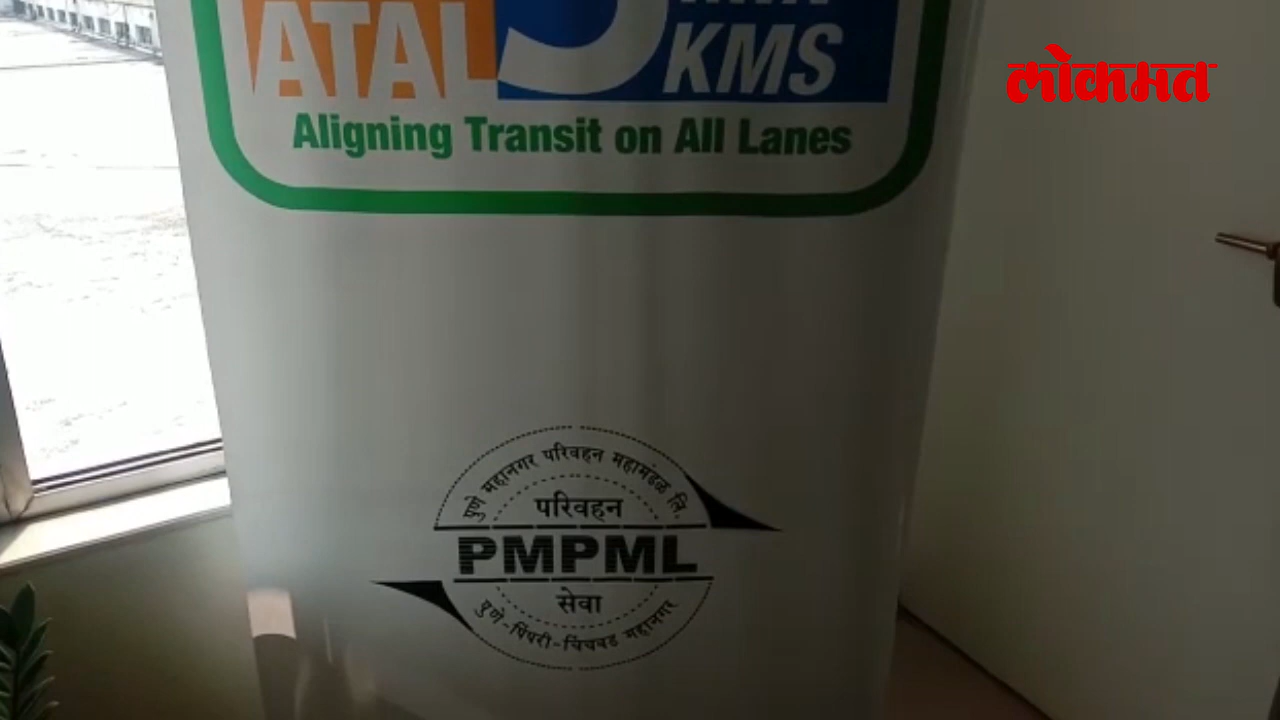 ATAL
5
KMS
Aligning Transit on All Lanes
लोकमत
पुणे महानगर परिवहन महामंडळ लि.
परिवहन
PMPML
सेवा
पुणे-पिंपरी-चिंचवड महानगर